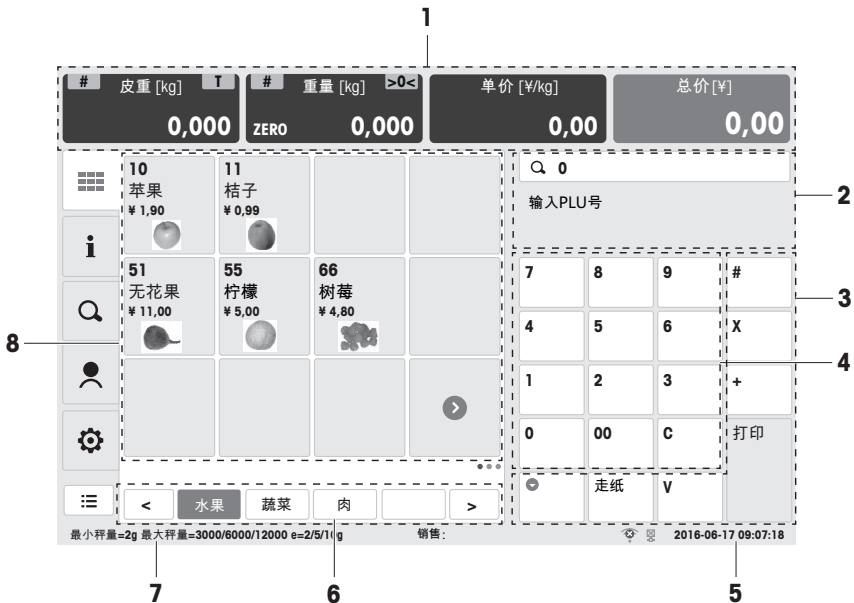 1
# 皮重 [kg] T # 重量 [kg] >0< 单价 [¥/kg] 总价[¥]
0,000 ZERO 0,000 0,00 0,00
10 11
苹果 桔子
¥ 1,90 ¥ 0,99
51 55 66
无花果 柠檬 树莓
¥ 11,00 ¥ 5,00 ¥ 4,80
0
输入PLU号
2
7 8 9 #
3
4 5 6 X
4
8
1 2 3 +
0 00 C 打印
走纸 V
< 水果 蔬菜 肉 >
最小秤量=2g 最大秤量=3000/6000/12000 e=2/5/10g 销售: 2016-06-17 09:07:18
7 6 5